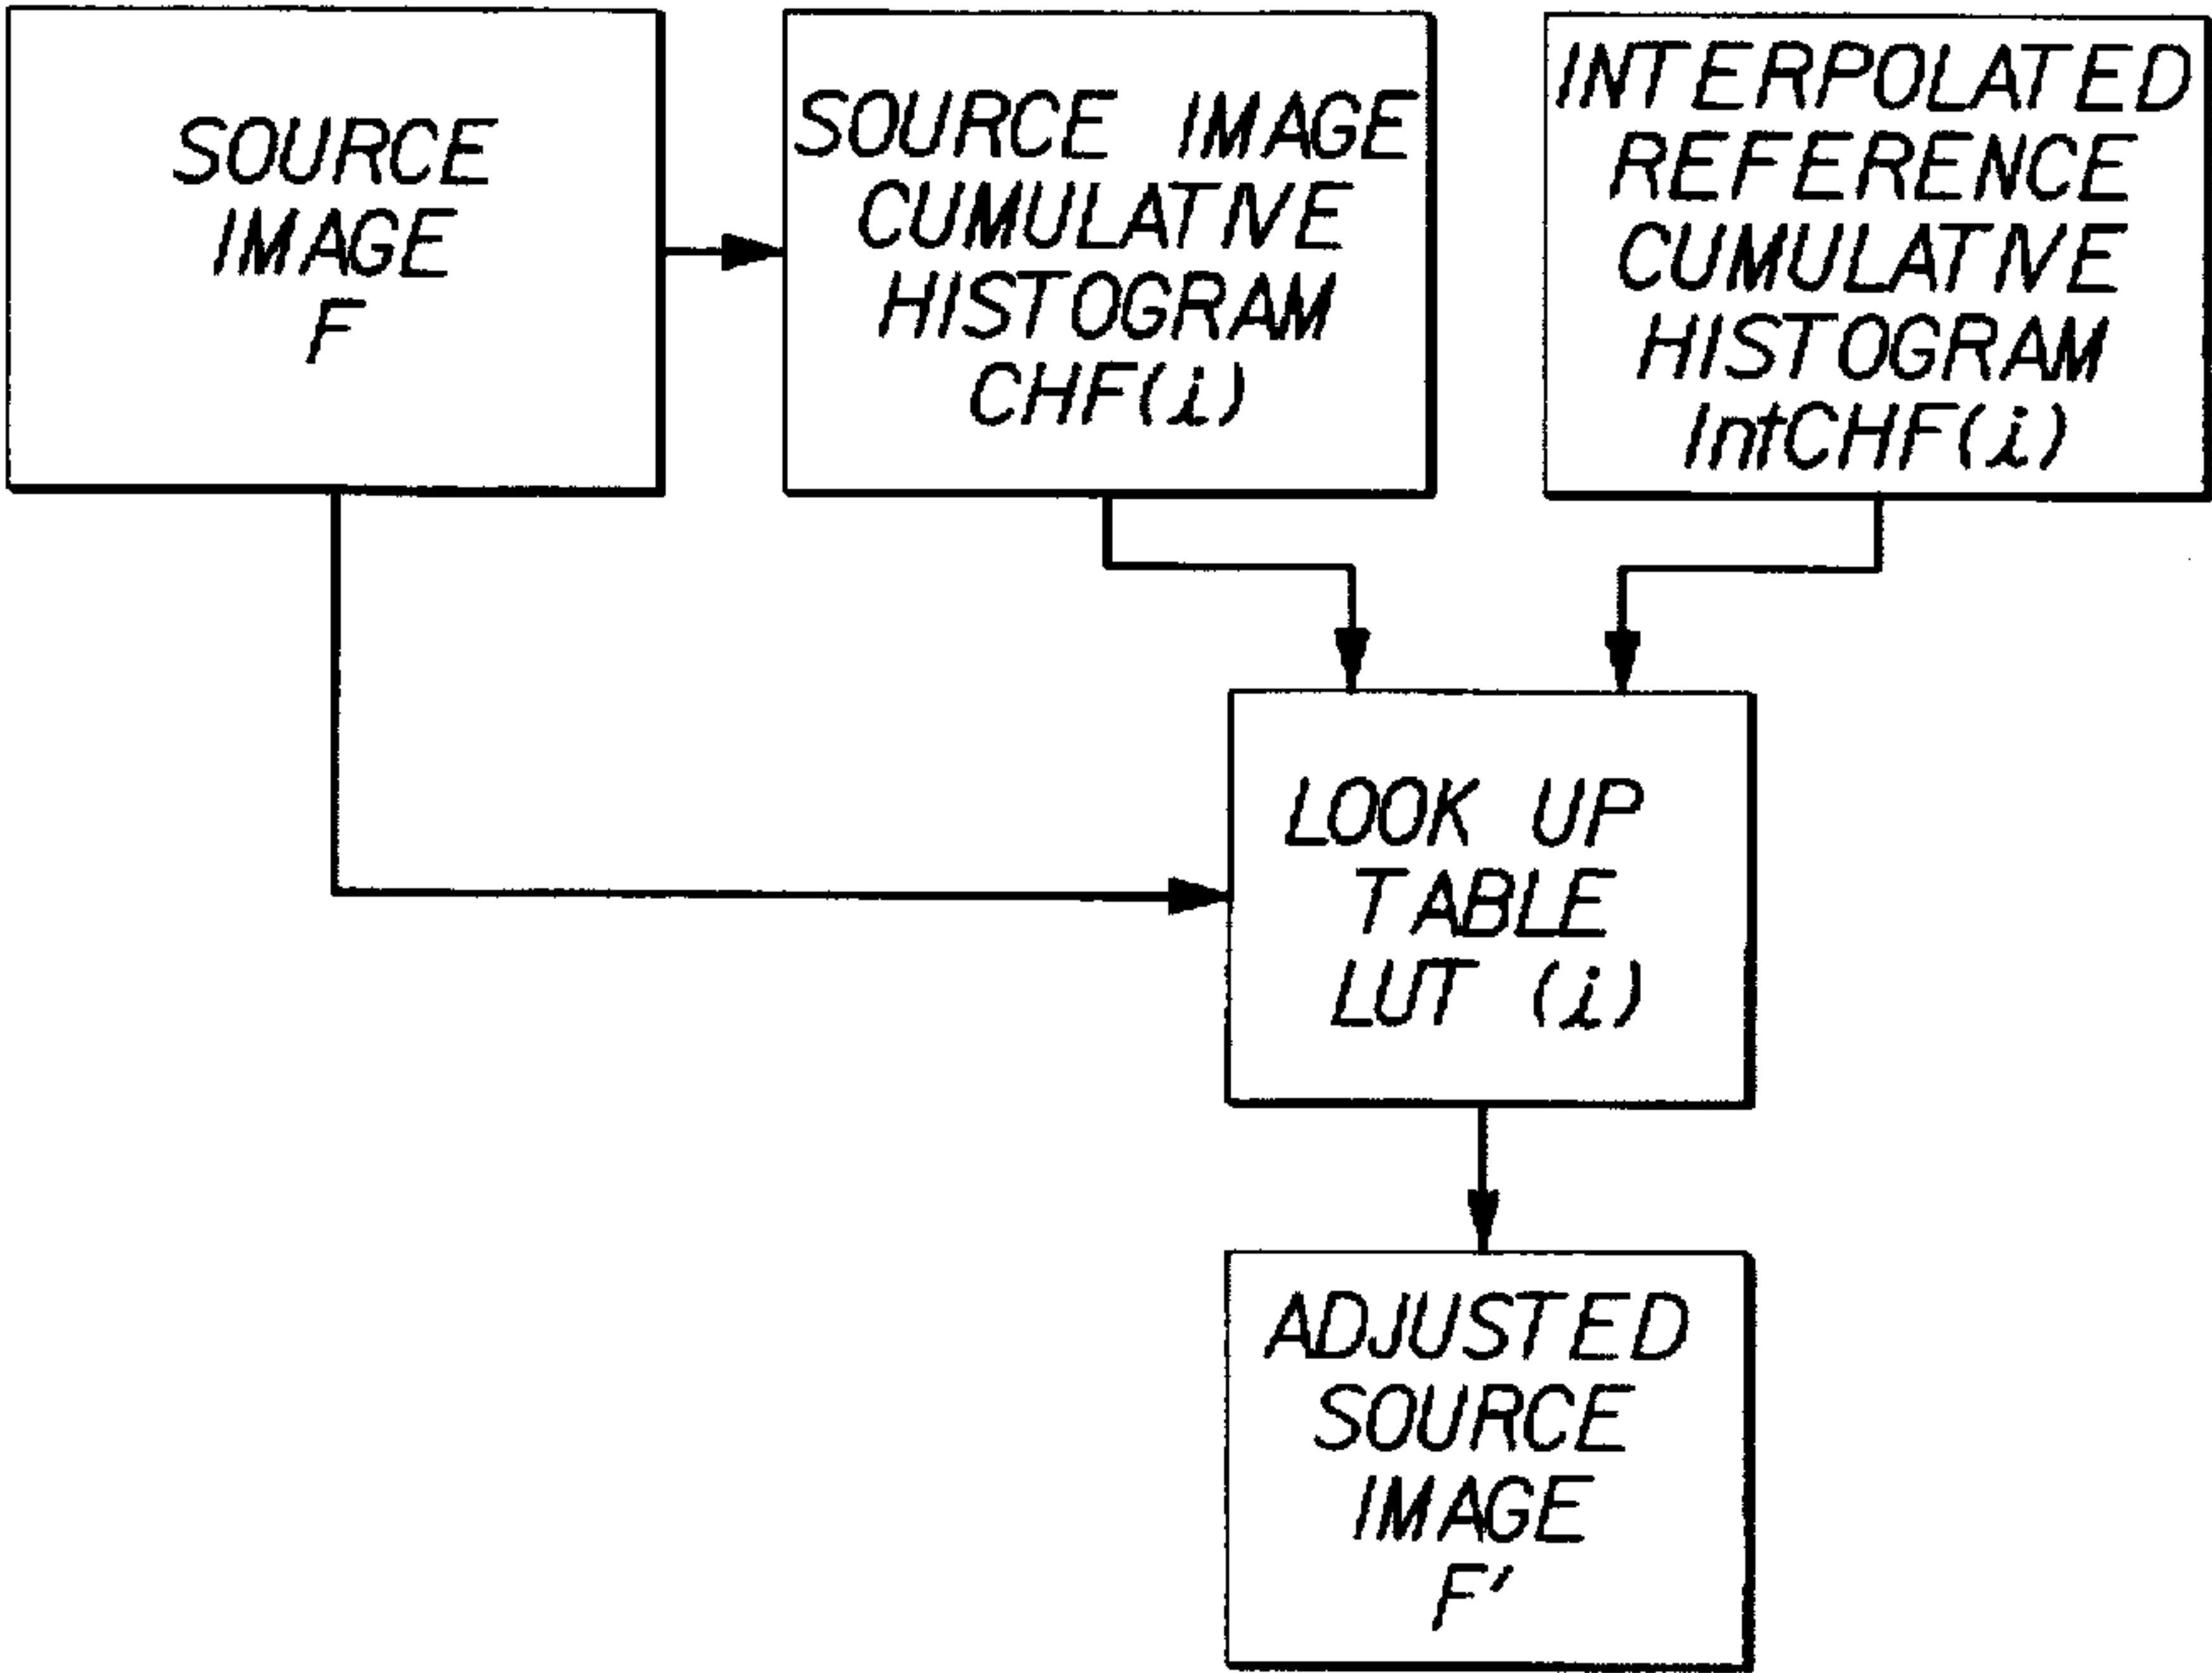 SOURCE
IMAGE
F
SOURCE IMAGE
CUMULATIVE
HISTOGRAM
CHF(i)
INTERPOLATED
REFERENCE
CUMULATIVE
HISTOGRAM
IntCHF(i)
LOOK UP
TABLE
LUT (i)
ADJUSTED
SOURCE
IMAGE
F'